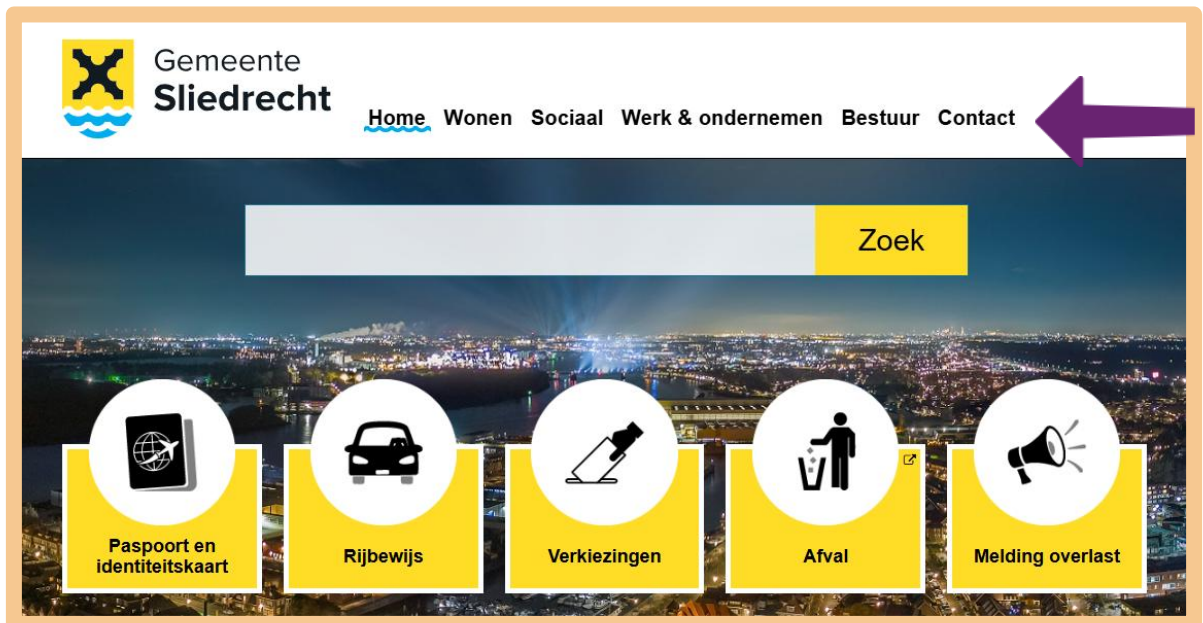 Gemeente
Sliedrecht
Home Wonen Sociaal Werk & ondernemen Bestuur Contact
Zoek
Paspoort en
identiteitskaart
Rijbewijs
Verkiezingen
Afval
Melding overlast